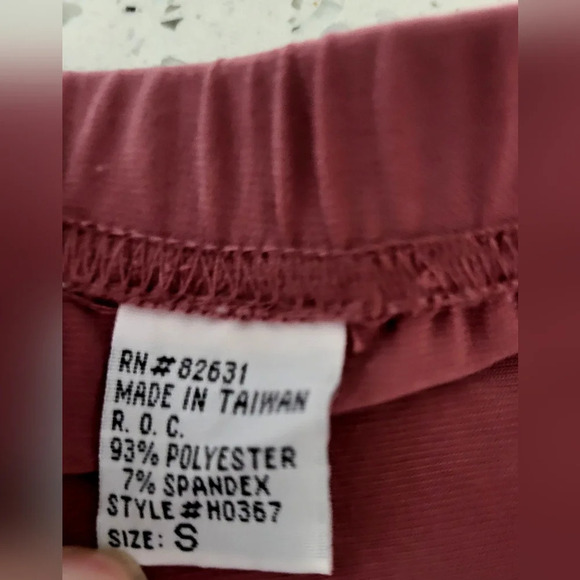 RN#82631
MADE IN TAIWAN
R. O. C.
93% POLYESTER
7% SPANDEX
STYLE#H0367
SIZE: S